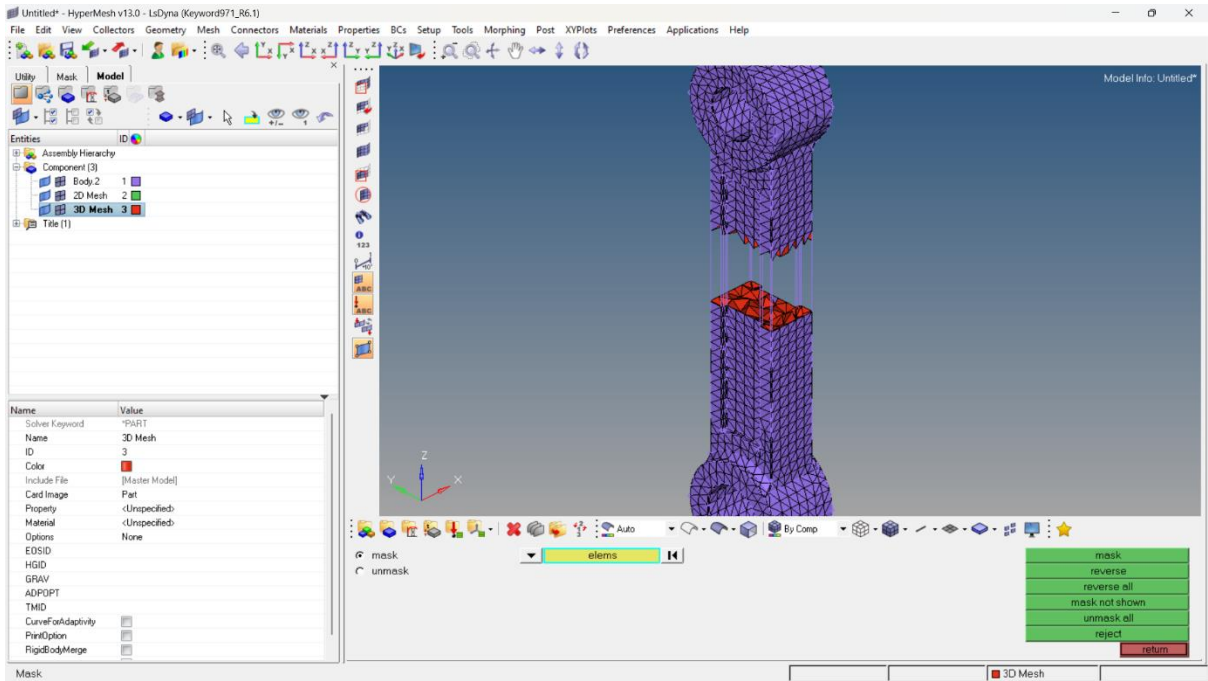 Untitled* - HyperMesh v13.0 - LsDyna (Keyword971_R6.1)
File Edit View Collectors Geometry Mesh Connectors Materials Properties BCs Setup Tools Morphing Post XYPlots Preferences Applications Help
Utility Mask Model
Entities ID
Assembly Hierarchy
Component (3)
Body.2 1
2D Mesh 2
3D Mesh 3
Title (1)
Name Value
Solver Keyword *PART
Name 3D Mesh
ID 3
Color
Include File [Master Model]
Card Image Part
Property <Unspecified>
Material <Unspecified>
Options None
EOSID
HGID
GRAV
ADPOPT
TMID
CurveForAdaptivity
PrintOption
RigidBodyMerge
Mask
123
ABC
ABC
Model Info: Untitled*
Z
Y X
Auto By Comp
mask elems
unmask
mask
reverse
reverse all
mask not shown
unmask all
reject
return
3D Mesh